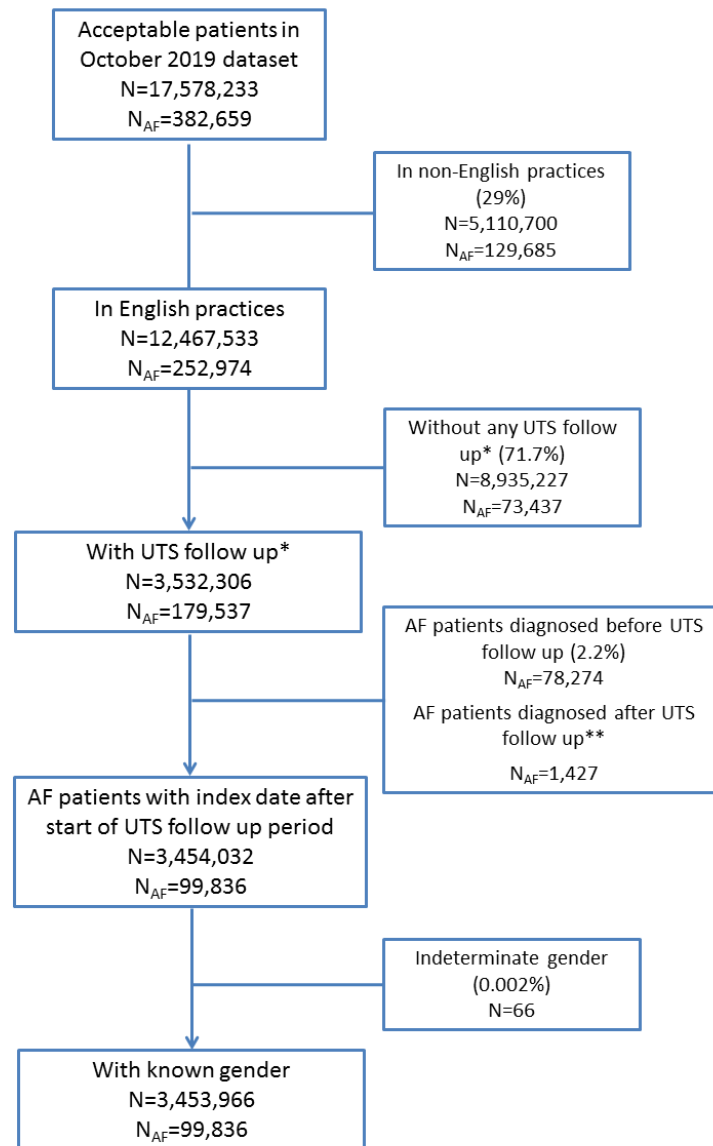 Acceptable patients in
October 2019 dataset
N=17,578,233
NAF=382,659
In non-English practices
(29%)
N=5,110,700
NAF=129,685
In English practices
N=12,467,533
NAF=252,974
Without any UTS follow
up* (71.7%)
N=8,935,227
NAF=73,437
With UTS follow up*
N=3,532,306
NAF=179,537
AF patients diagnosed before UTS
follow up (2.2%)
NAF=78,274
AF patients diagnosed after UTS
follow up**
NAF=1,427
AF patients with index date after
start of UTS follow up period
N=3,454,032
NAF=99,836
Indeterminate gender
(0.002%)
N=66
With known gender
N=3,453,966
NAF=99,836